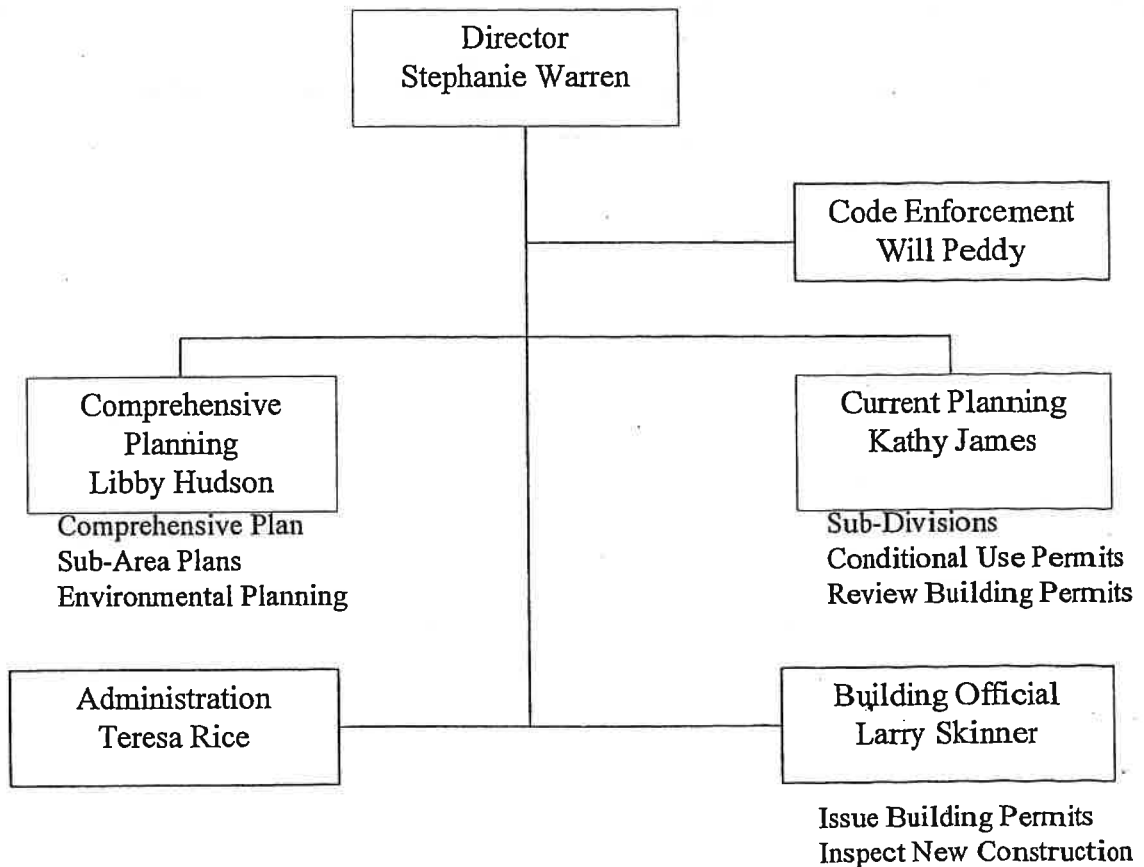 Director
Stephanie Warren
Code Enforcement
Will Peddy
Comprehensive
Planning
Libby Hudson
Comprehensive Plan
Sub-Area Plans
Environmental Planning
Current Planning
Kathy James
Sub-Divisions
Conditional Use Permits
Review Building Permits
Administration
Teresa Rice
Building Official
Larry Skinner
Issue Building Permits
Inspect New Construction